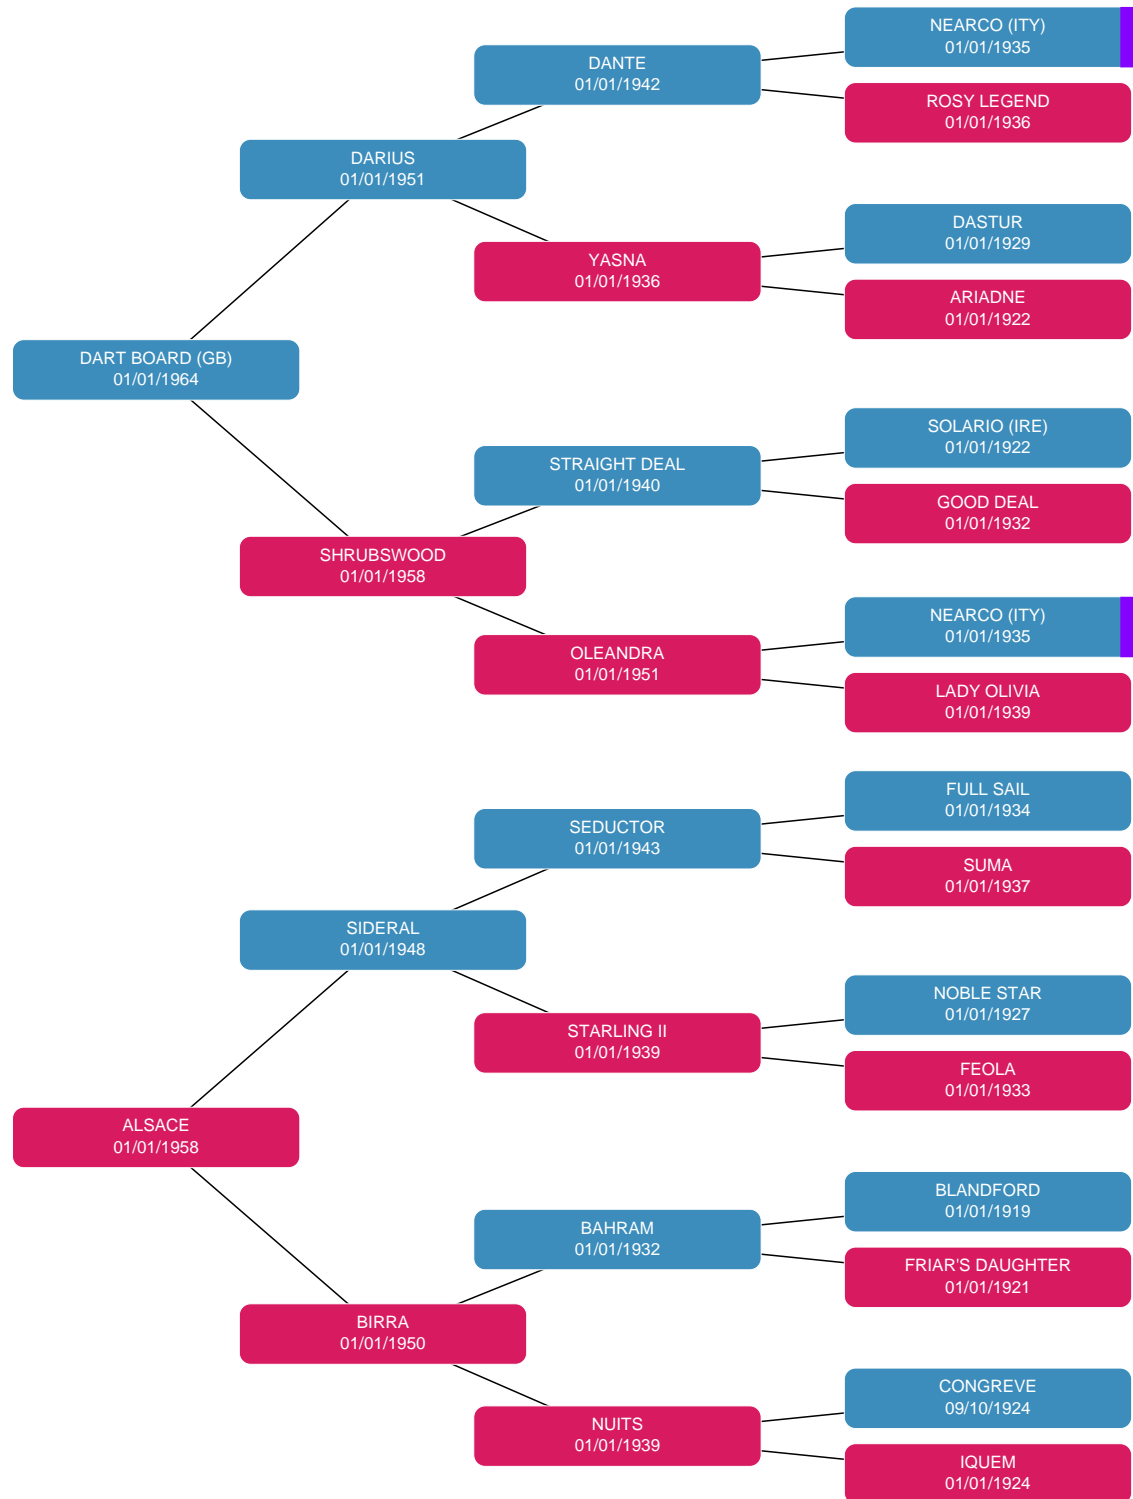 NEARCO (ITY)
01/01/1935
DANTE
01/01/1942
ROSY LEGEND
01/01/1936
DARIUS
01/01/1951
DASTUR
01/01/1929
YASNA
01/01/1936
ARIADNE
01/01/1922
DART BOARD (GB)
01/01/1964
SOLARIO (IRE)
01/01/1922
STRAIGHT DEAL
01/01/1940
GOOD DEAL
01/01/1932
SHRUBSWOOD
01/01/1958
NEARCO (ITY)
01/01/1935
OLEANDRA
01/01/1951
LADY OLIVIA
01/01/1939
FULL SAIL
01/01/1934
SEDUCTOR
01/01/1943
SUMA
01/01/1937
SIDERAL
01/01/1948
NOBLE STAR
01/01/1927
STARLING II
01/01/1939
FEOLA
01/01/1933
ALSACE
01/01/1958
BLANDFORD
01/01/1919
BAHRAM
01/01/1932
FRIAR'S DAUGHTER
01/01/1921
BIRRA
01/01/1950
CONGREVE
09/10/1924
NUITS
01/01/1939
IQUEM
01/01/1924